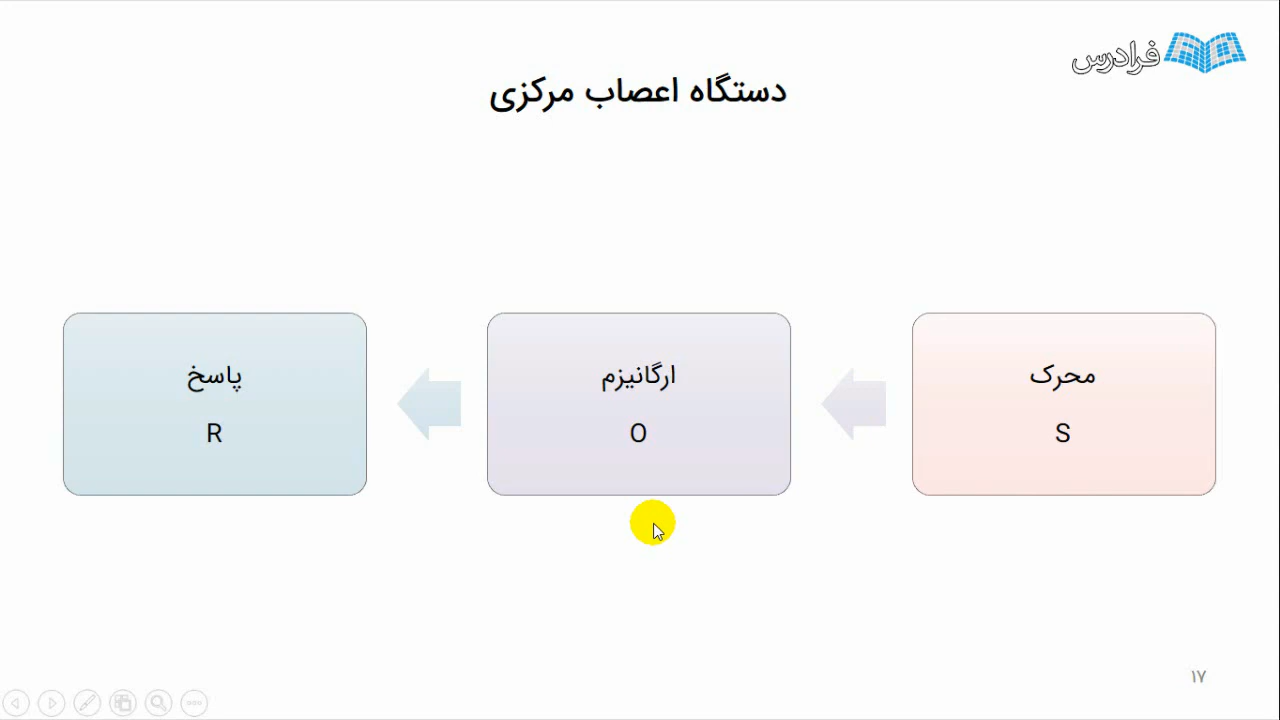 فرادرس
دستگاه اعصاب مرکزی
محرک
S
ارگانیزم
O
پاسخ
R
۱۷